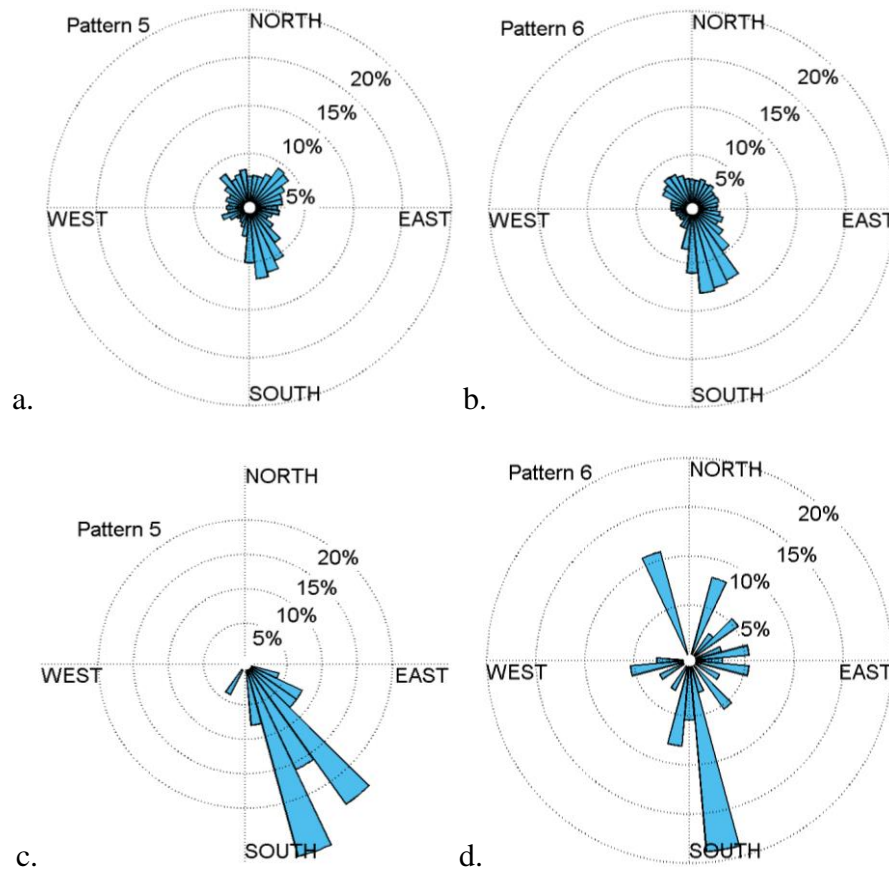 Pattern 5
NORTH
20%
15%
10%
5%
WEST
EAST
SOUTH
a.
Pattern 6
NORTH
20%
15%
10%
5%
WEST
EAST
SOUTH
b.
NORTH
Pattern 5
20%
15%
10%
5%
WEST
EAST
SOUTH
c.
Pattern 6
NORTH
20%
15%
10%
5%
WEST
EAST
SOUTH
d.